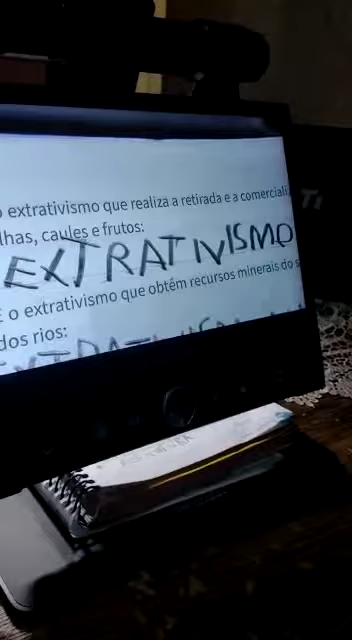 o extrativismo que realiza a retirada e a comerciali
lhas, caules e frutos:
EXTRATIVISMO
É o extrativismo que obtém recursos minerais do s
dos rios: